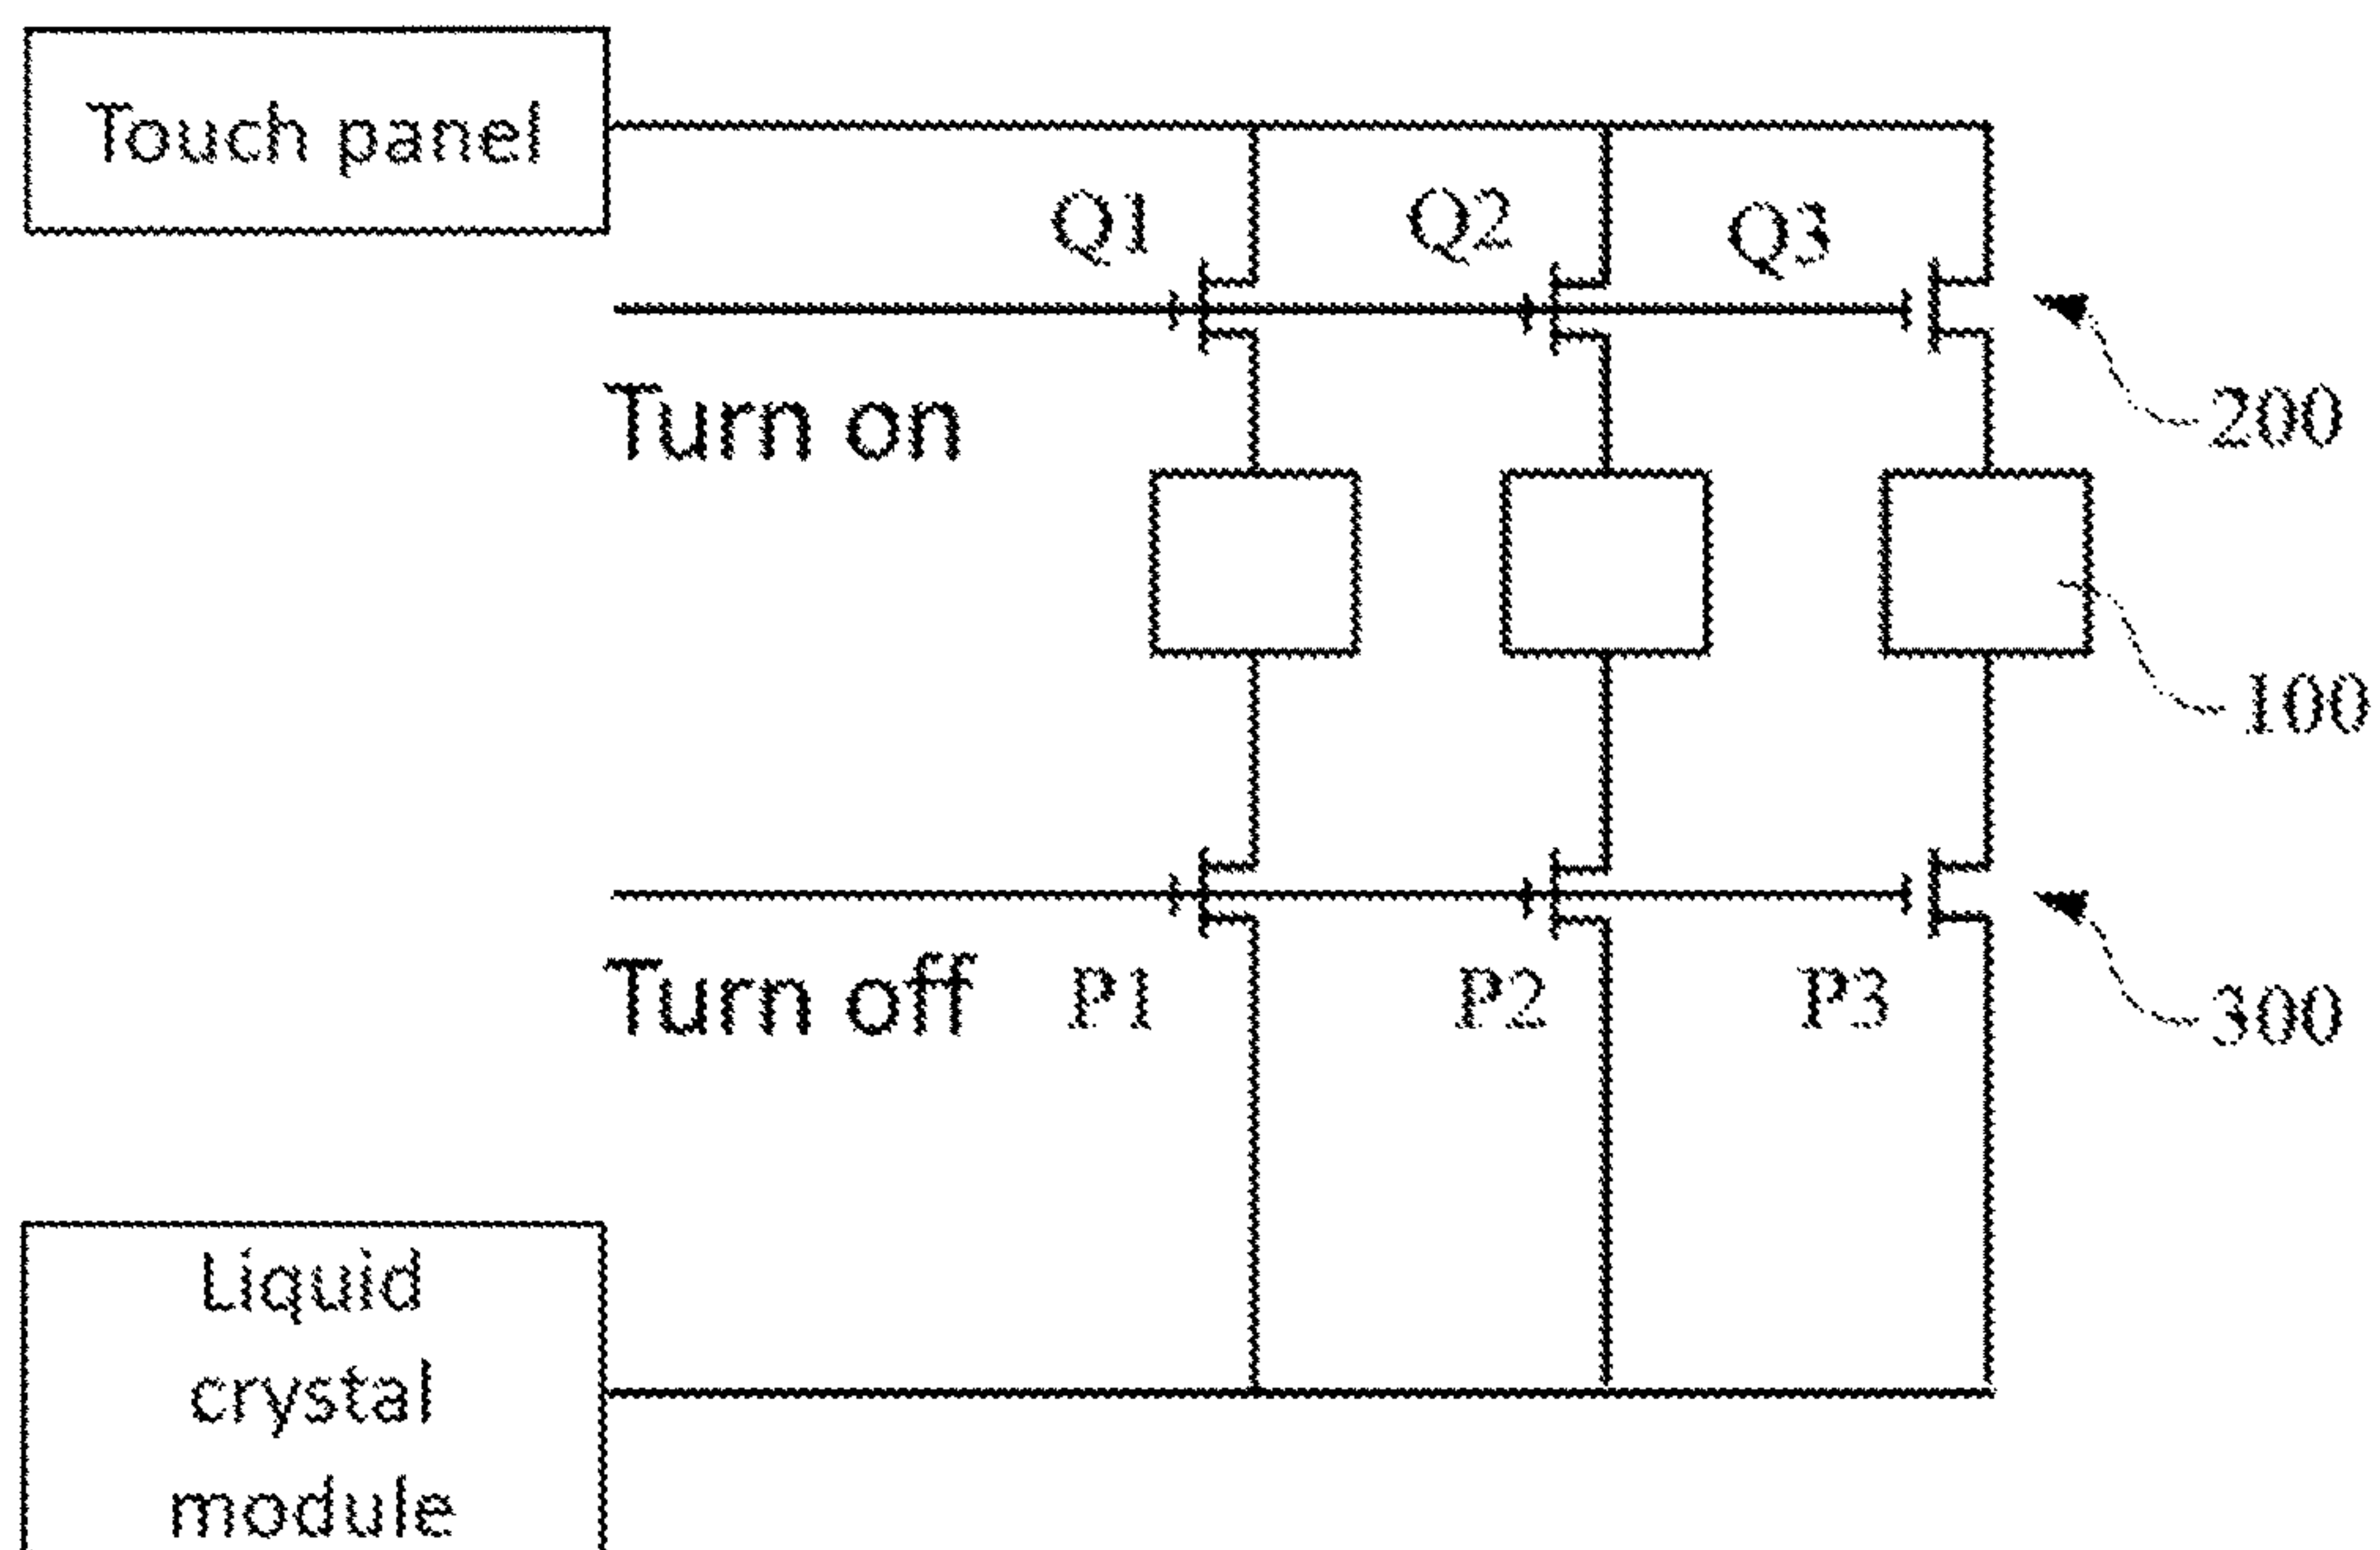 Touch panel
Q1 Q2 Q3
Turn on
200
100
Turn off P1 P2 P3
300
Liquid
crystal
module